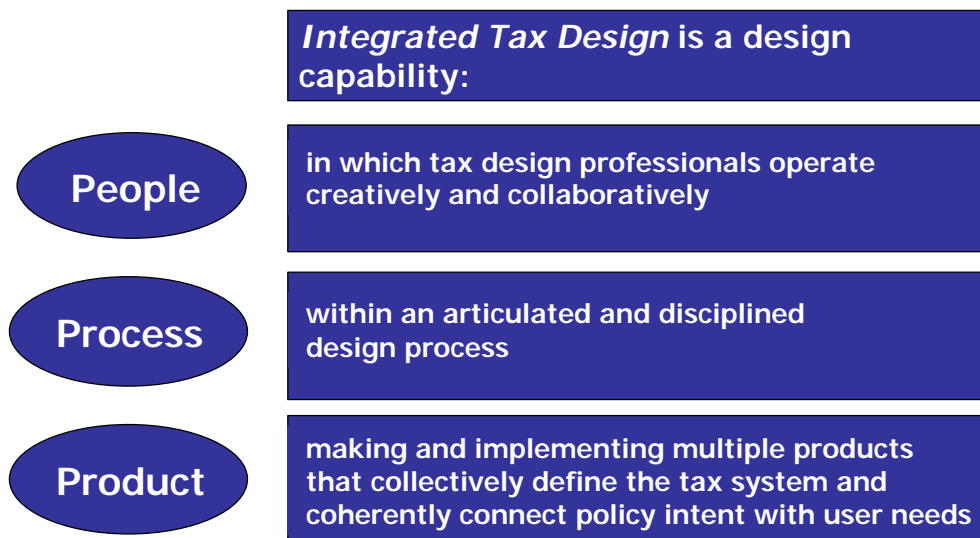 Integrated Tax Design is a design
capability:
People
in which tax design professionals operate
creatively and collaboratively
Process
within an articulated and disciplined
design process
Product
making and implementing multiple products
that collectively define the tax system and
coherently connect policy intent with user needs